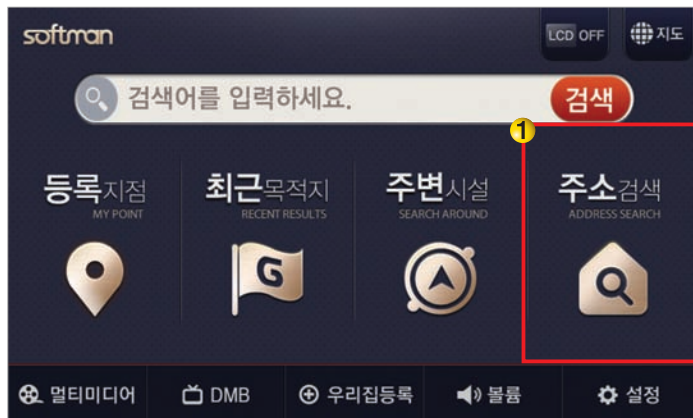 softman
LCD OFF
지도
검색어를 입력하세요.
검색
1
등록지점
MY POINT
최근목적지
RECENT RESULTS
주변시설
SEARCH AROUND
주소검색
ADDRESS SEARCH
G
멀티미디어
DMB
우리집등록
볼륨
설정